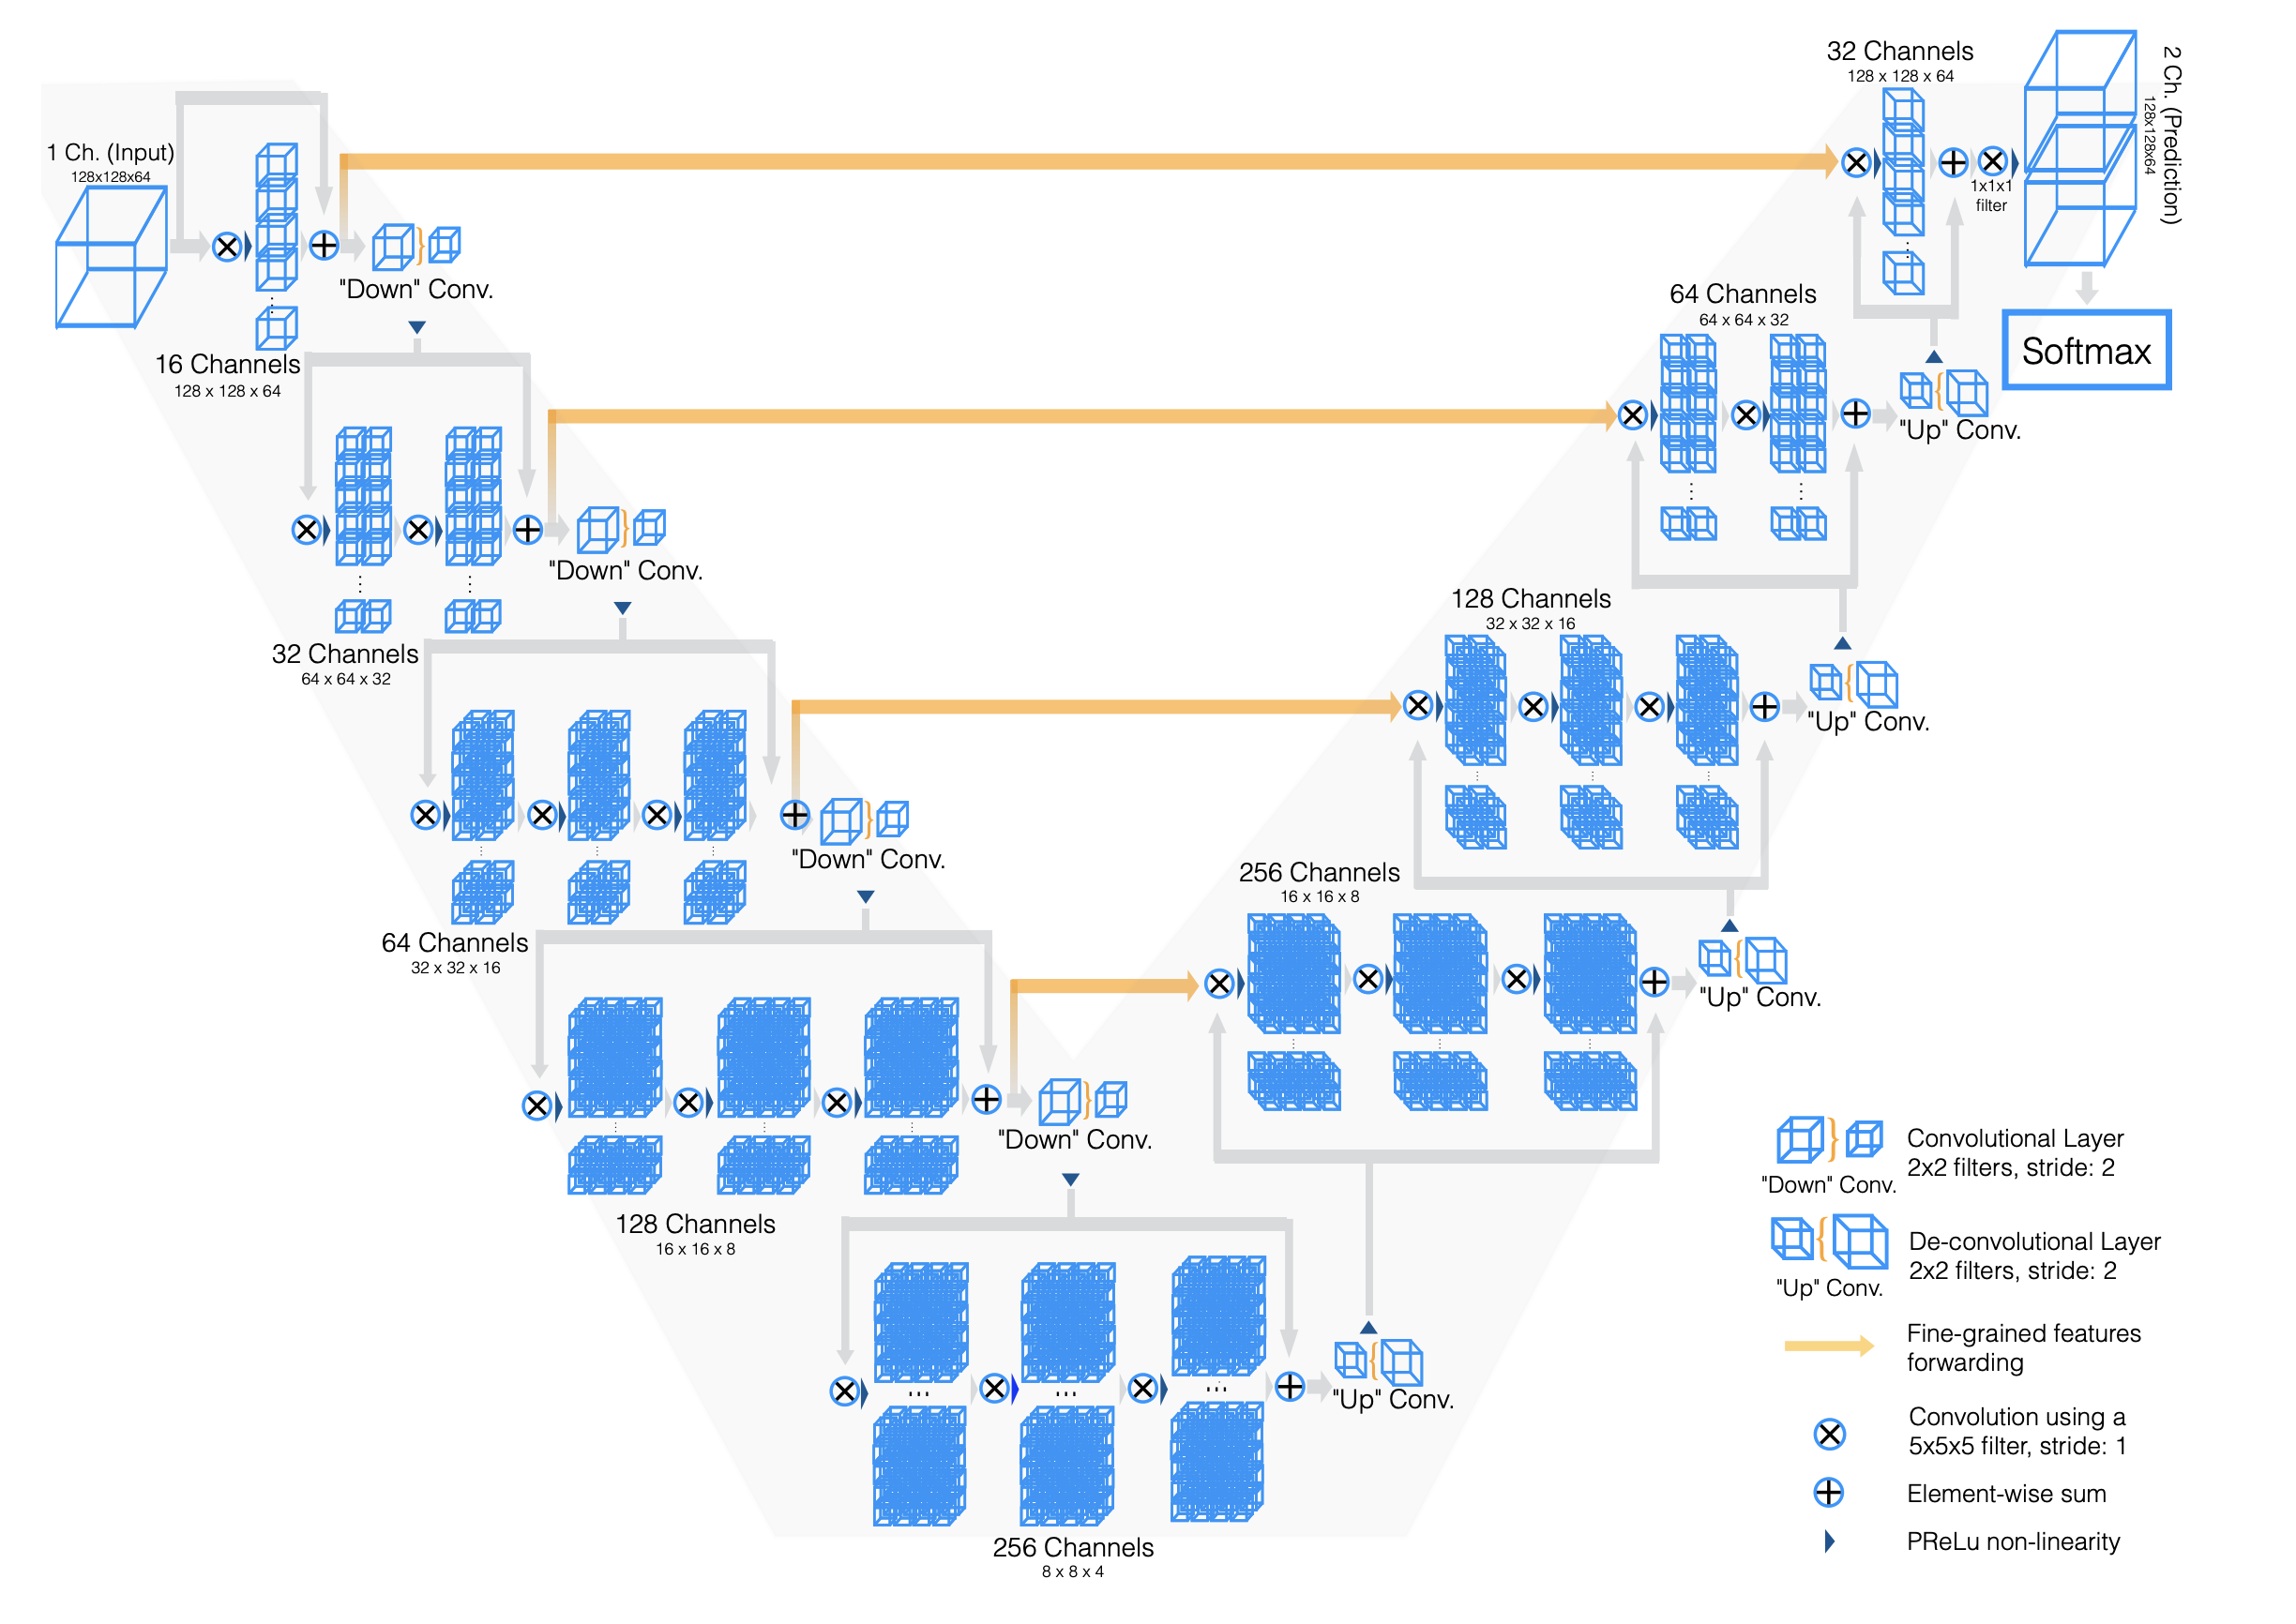 1 Ch. (Input)
128x128x64
16 Channels
128 x 128 x 64
"Down" Conv.
32 Channels
64 x 64 x 32
"Down" Conv.
64 Channels
32 x 32 x 16
"Down" Conv.
128 Channels
16 x 16 x 8
"Down" Conv.
256 Channels
8 x 8 x 4
"Up" Conv.
256 Channels
16 x 16 x 8
"Up" Conv.
128 Channels
32 x 32 x 16
"Up" Conv.
64 Channels
64 x 64 x 32
"Up" Conv.
32 Channels
128 x 128 x 64
1x1x1
filter
2 Ch. (Prediction)
128x128x64
Softmax
"Down" Conv.
Convolutional Layer
2x2 filters, stride: 2
"Up" Conv.
De-convolutional Layer
2x2 filters, stride: 2
Fine-grained features
forwarding
Convolution using a
5x5x5 filter, stride: 1
Element-wise sum
PReLu non-linearity